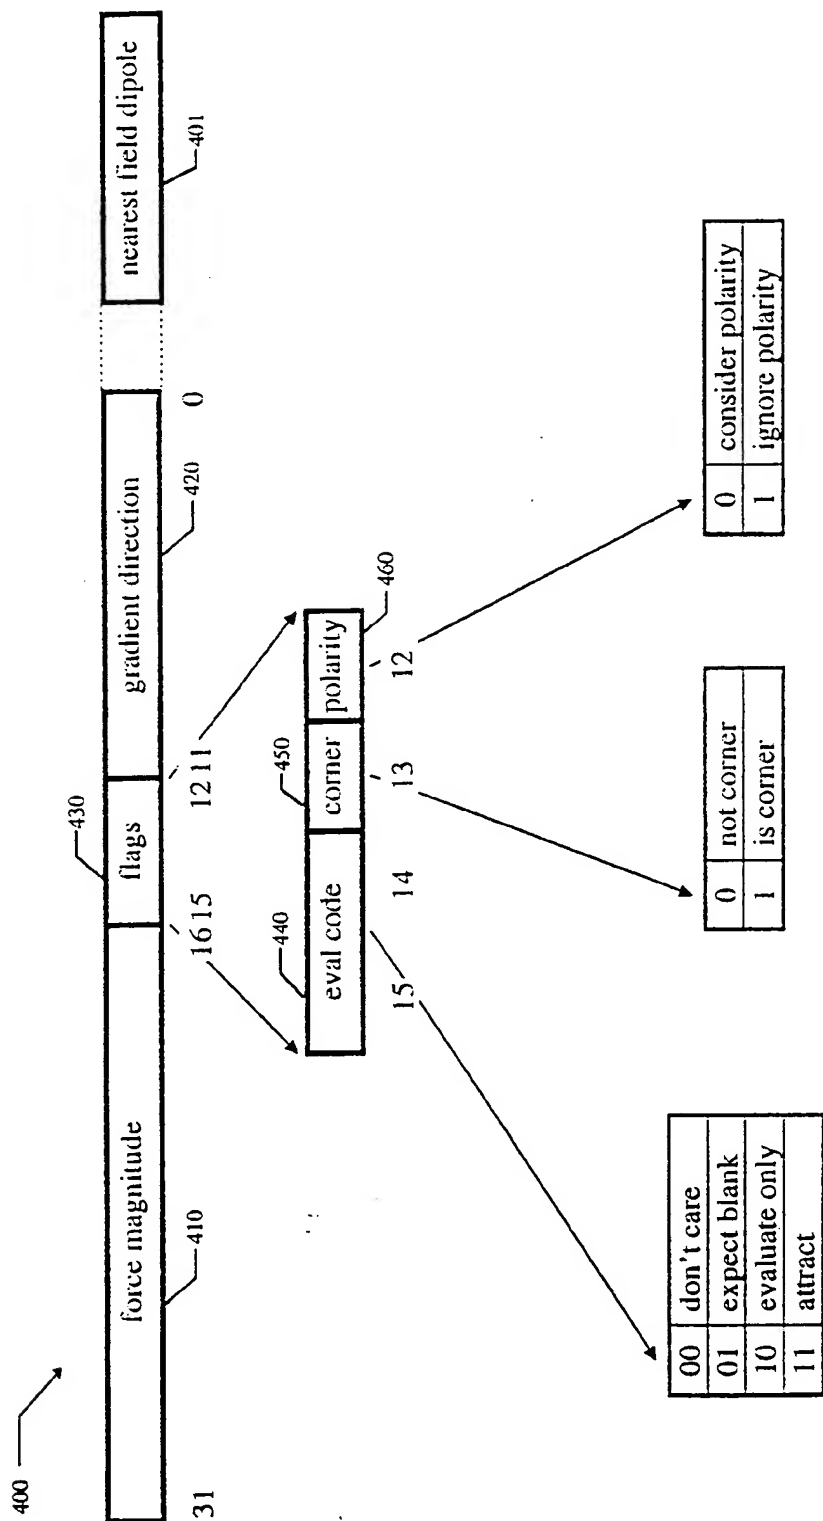 400
force magnitude
flags
gradient direction
nearest field dipole
430
410
420
401
31
16 15
12 11
0
440
450
460
eval code
corner
polarity
15
14
13
12
00 don't care
01 expect blank
10 evaluate only
11 attract
0 not corner
1 is corner
0 consider polarity
1 ignore polarity